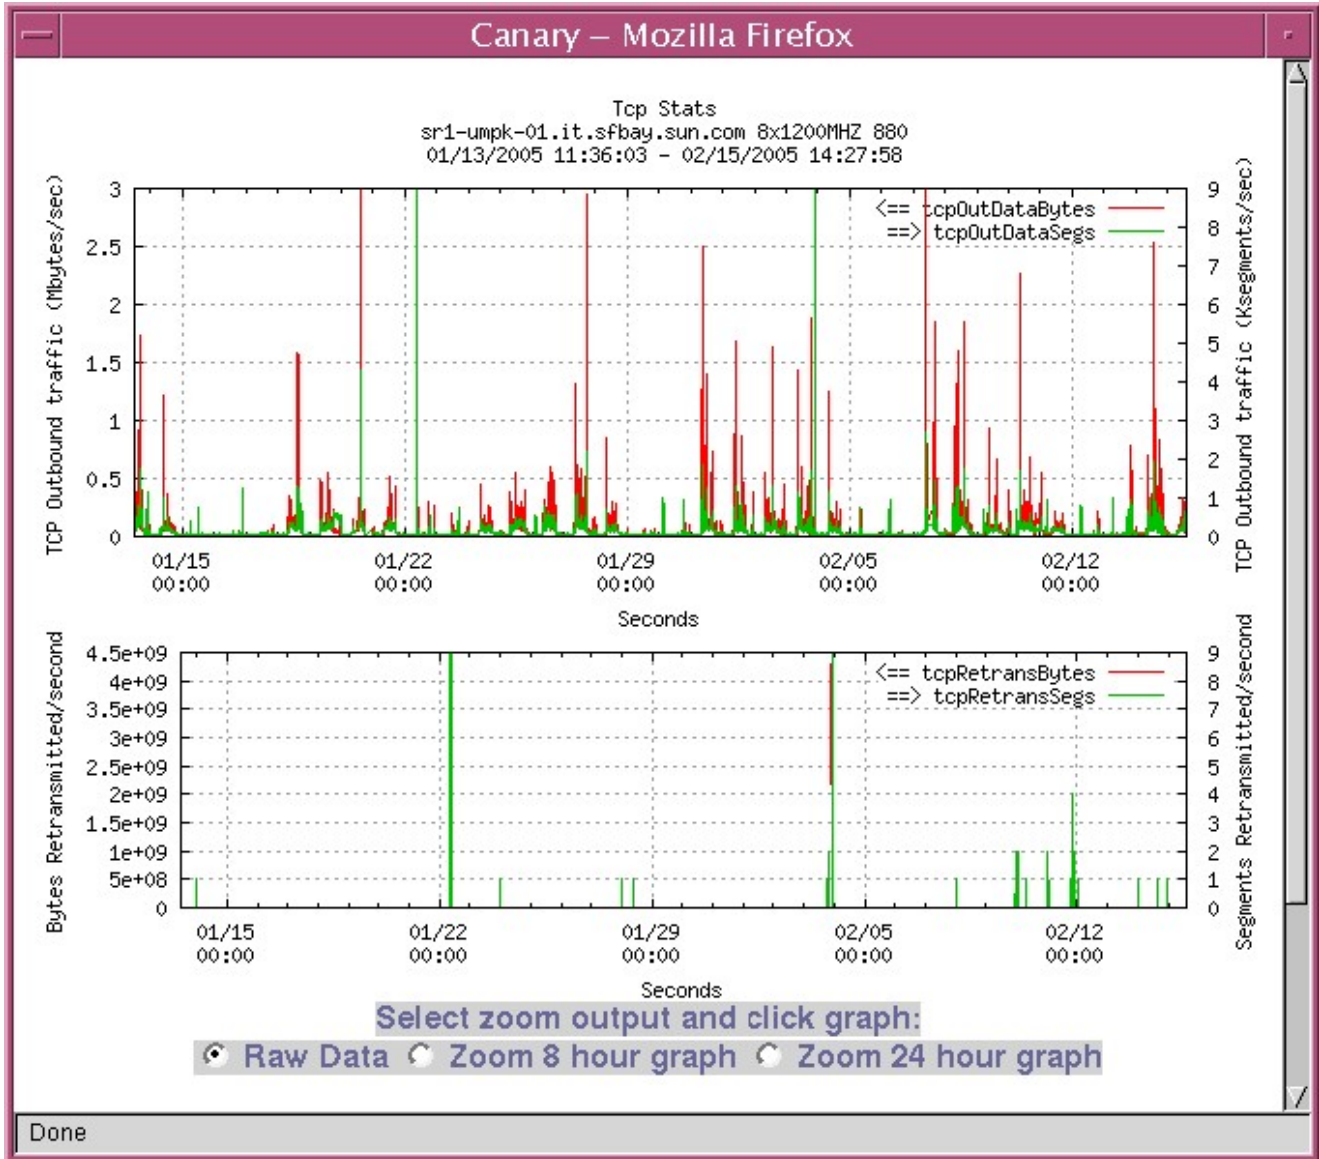 Canary – Mozilla Firefox
Tcp Stats
sr1-umpk-01.it.sfbay.sun.com 8x1200MHZ 880
01/13/2005 11:36:03 - 02/15/2005 14:27:58
TCP Outbound traffic (Mbytes/sec)
3
2.5
2
1.5
1
0.5
0
<== tcpOutDataBytes
==> tcpOutDataSegs
9
8
7
6
5
4
3
2
1
0
TCP Outbound traffic (Ksegments/sec)
01/15 01/22 01/29 02/05 02/12
00:00 00:00 00:00 00:00 00:00
Seconds
Bytes Retransmitted/second
4.5e+09
4e+09
3.5e+09
3e+09
2.5e+09
2e+09
1.5e+09
1e+09
5e+08
0
<== tcpRetransBytes
==> tcpRetransSegs
9
8
7
6
5
4
3
2
1
0
Segments Retransmitted/second
01/15 01/22 01/29 02/05 02/12
00:00 00:00 00:00 00:00 00:00
Seconds
Select zoom output and click graph:
Raw Data Zoom 8 hour graph Zoom 24 hour graph
Done